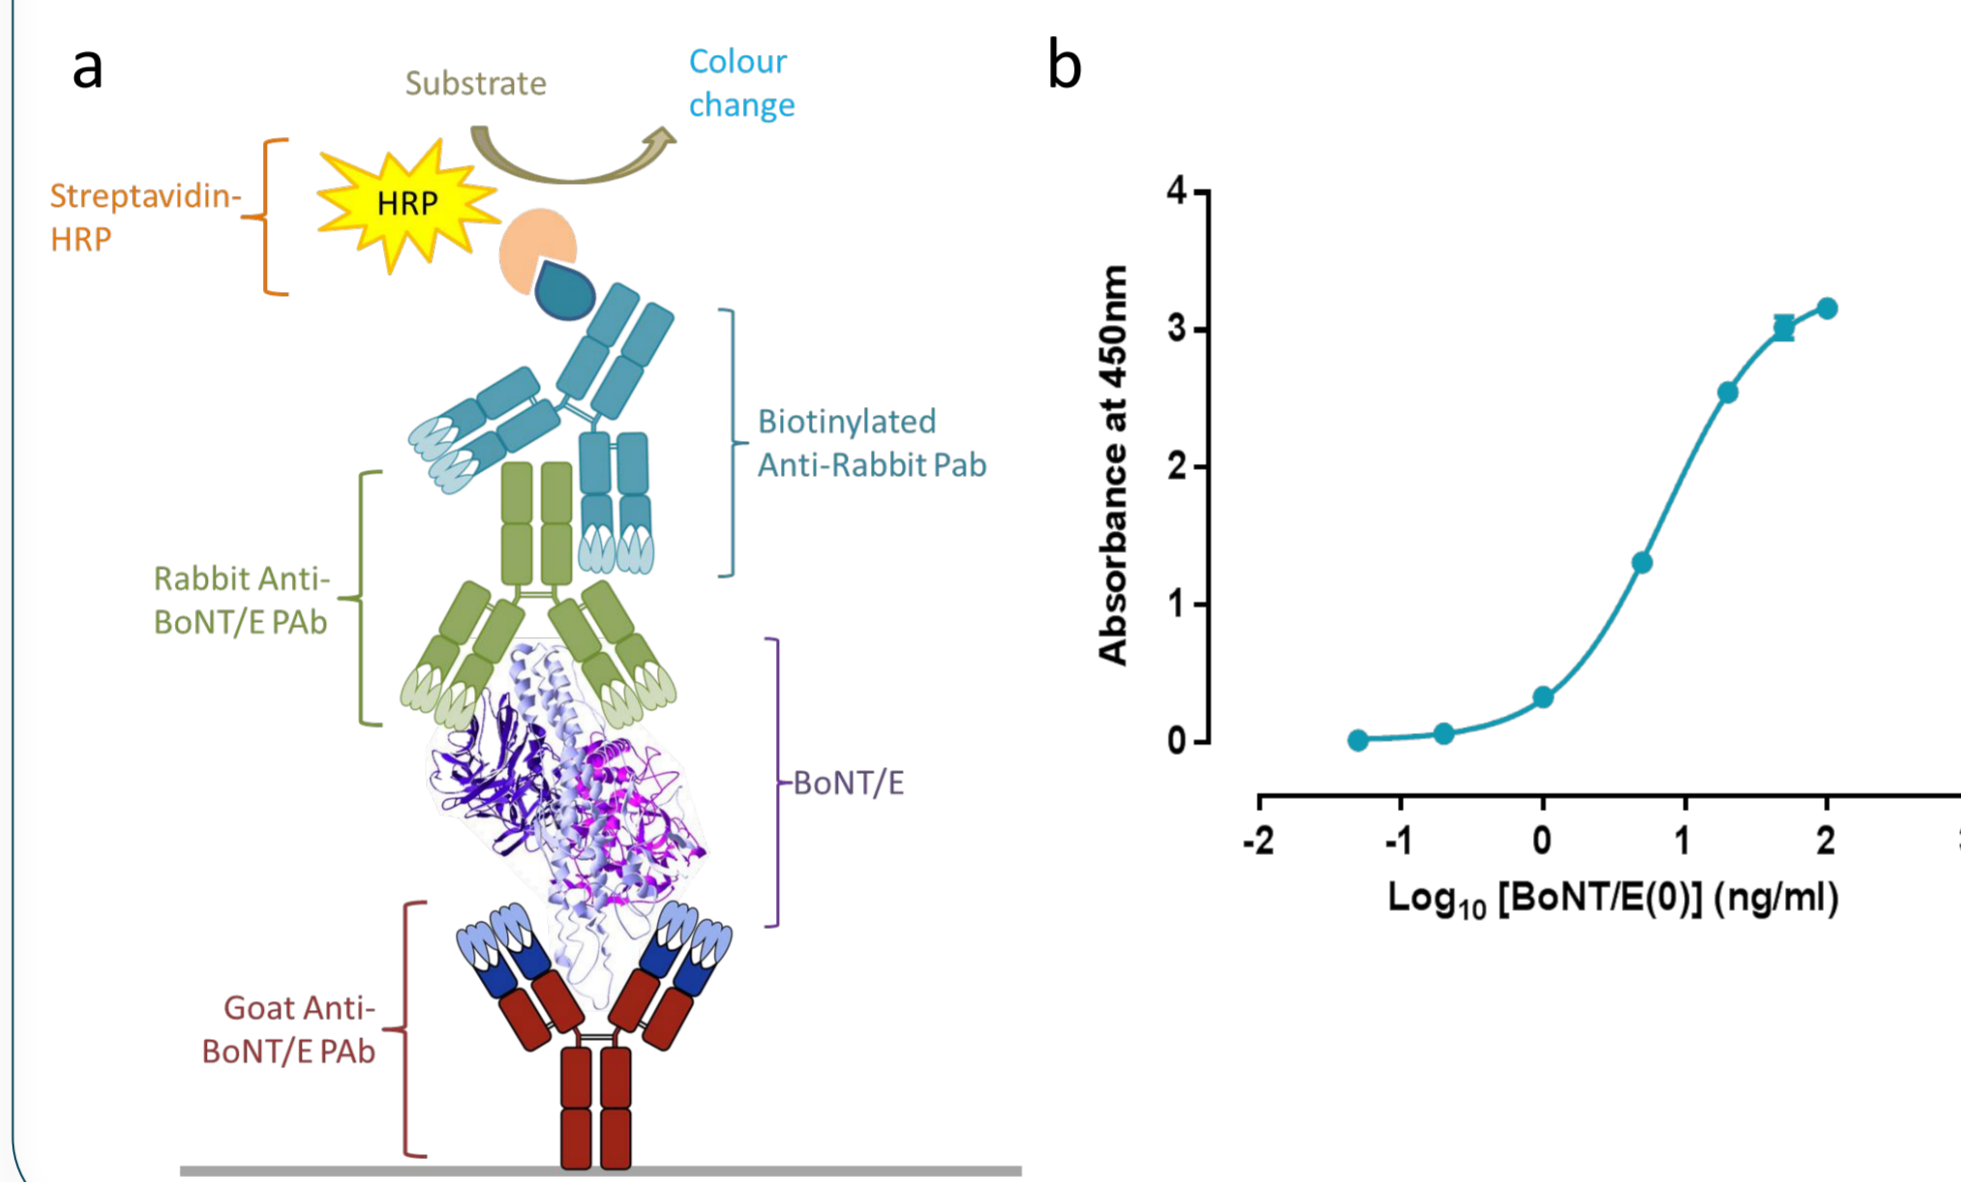 a
Substrate
Colour
change
Streptavidin-
HRP
HRP
Biotinylated
Anti-Rabbit Pab
Rabbit Anti-
BoNT/E PAb
BoNT/E
Goat Anti-
BoNT/E PAb
b
Absorbance at 450nm
4
3
2
1
0
-2 -1 0 1 2
Log₁₀ [BoNT/E(0)] (ng/ml)